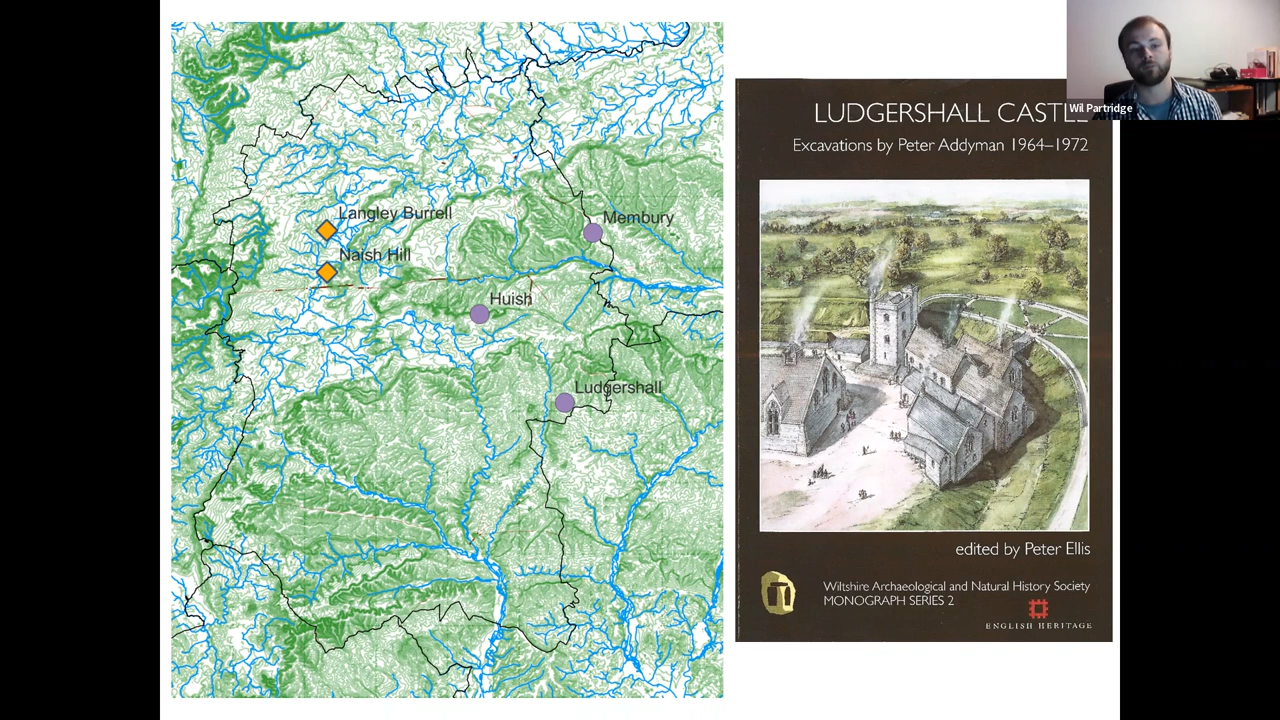 Langley Burrell
Naish Hill
Membury
Huish
Ludgershall
LUDGERSHALL CASTLE
Excavations by Peter Addyman 1964–1972
edited by Peter Ellis
Wiltshire Archaeological and Natural History Society
MONOGRAPH SERIES 2
ENGLISH HERITAGE
Wil Partridge